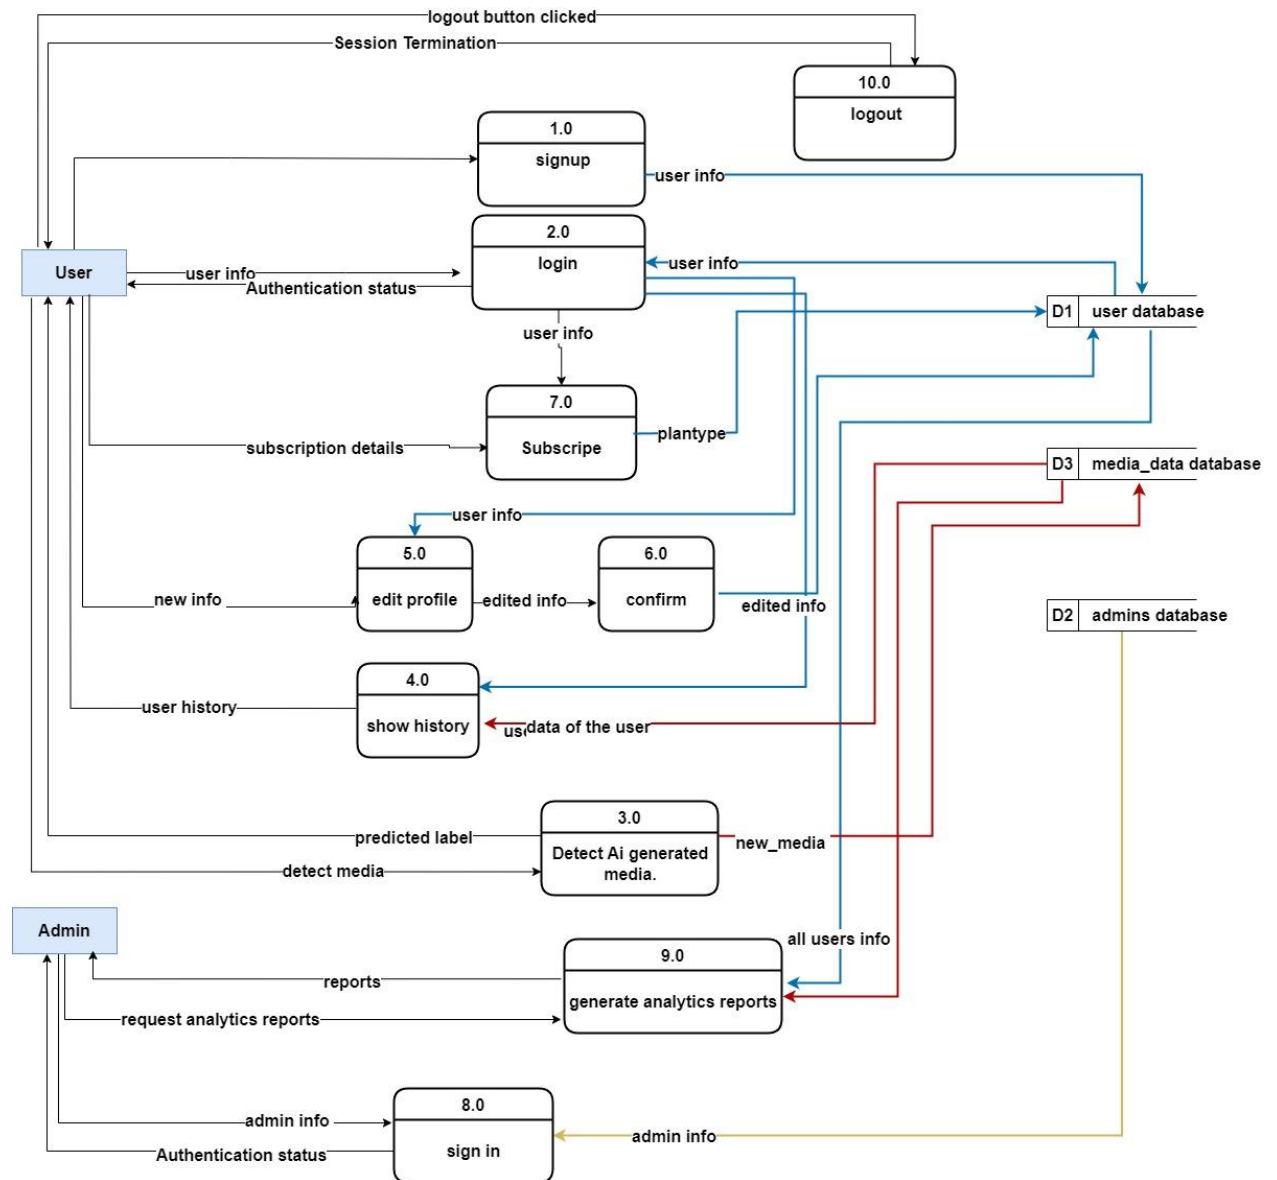 logout button clicked
Session Termination
10.0
logout
1.0
signup
user info
2.0
login
User
user info
Authentication status
user info
user info
D1 user database
7.0
Subscripe
subscription details
plantype
D3 media_data database
user info
5.0
edit profile
6.0
confirm
new info
edited info
edited info
D2 admins database
4.0
show history
user history
data of the user
3.0
Detect Ai generated
media.
predicted label
new_media
detect media
Admin
all users info
9.0
generate analytics reports
reports
request analytics reports
8.0
sign in
admin info
admin info
Authentication status